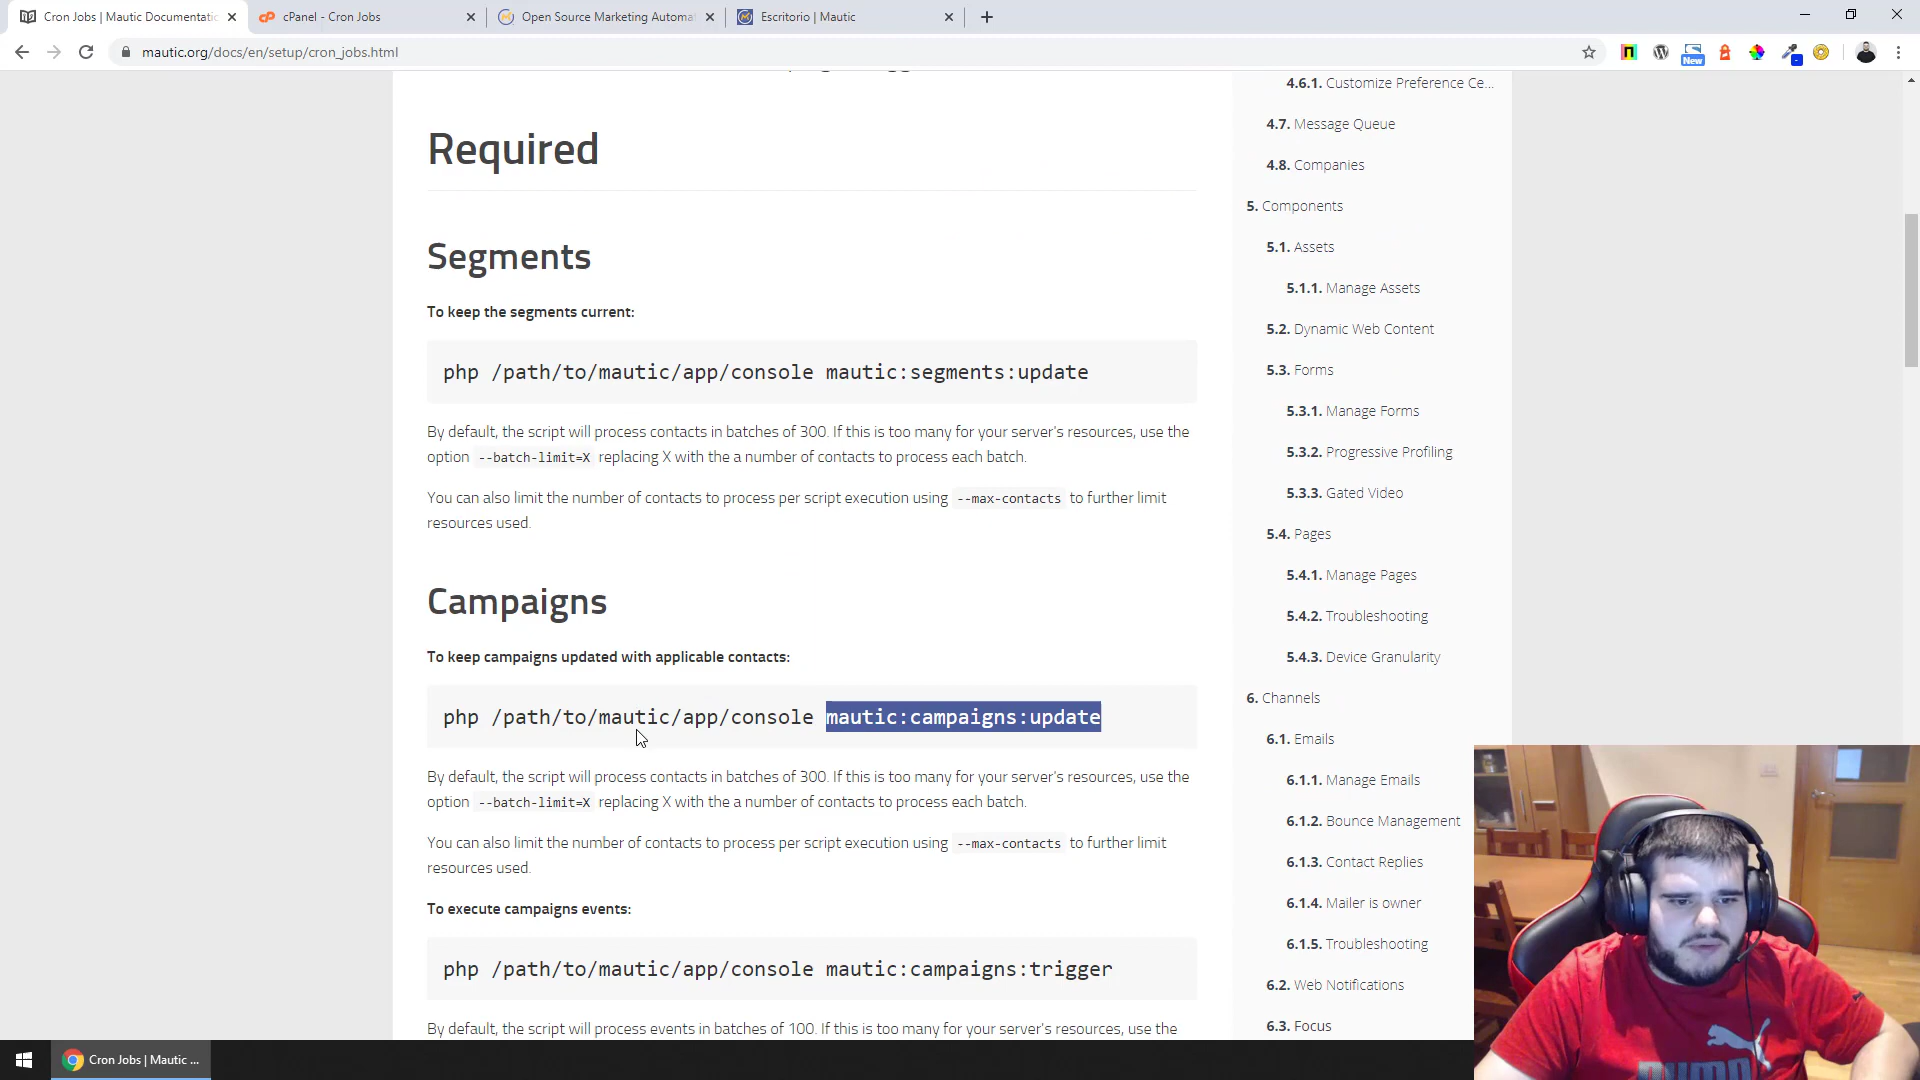 Cron Jobs | Mautic Documentatic
cPanel - Cron Jobs
Open Source Marketing Automa
Escritorio | Mautic
mautic.org/docs/en/setup/cron_jobs.html
New
4.6.1. Customize Preference Ce...
Required
4.7. Message Queue
4.8. Companies
5. Components
Segments
5.1. Assets
5.1.1. Manage Assets
To keep the segments current:
5.2. Dynamic Web Content
php /path/to/mautic/app/console mautic:segments:update
5.3. Forms
5.3.1. Manage Forms
By default, the script will process contacts in batches of 300. If this is too many for your server's resources, use the
option --batch-limit=X replacing X with the a number of contacts to process each batch.
5.3.2. Progressive Profiling
You can also limit the number of contacts to process per script execution using --max-contacts to further limit
resources used.
5.3.3. Gated Video
5.4. Pages
5.4.1. Manage Pages
Campaigns
5.4.2. Troubleshooting
To keep campaigns updated with applicable contacts:
5.4.3. Device Granularity
6. Channels
php /path/to/mautic/app/console mautic:campaigns:update
6.1. Emails
By default, the script will process contacts in batches of 300. If this is too many for your server's resources, use the
option --batch-limit=X replacing X with the a number of contacts to process each batch.
6.1.1. Manage Emails
6.1.2. Bounce Management
You can also limit the number of contacts to process per script execution using --max-contacts to further limit
resources used.
6.1.3. Contact Replies
To execute campaigns events:
6.1.4. Mailer is owner
6.1.5. Troubleshooting
php /path/to/mautic/app/console mautic:campaigns:trigger
6.2. Web Notifications
By default, the script will process events in batches of 100. If this is too many for your server's resources, use the
6.3. Focus
PUMA
Cron Jobs | Mautic ...